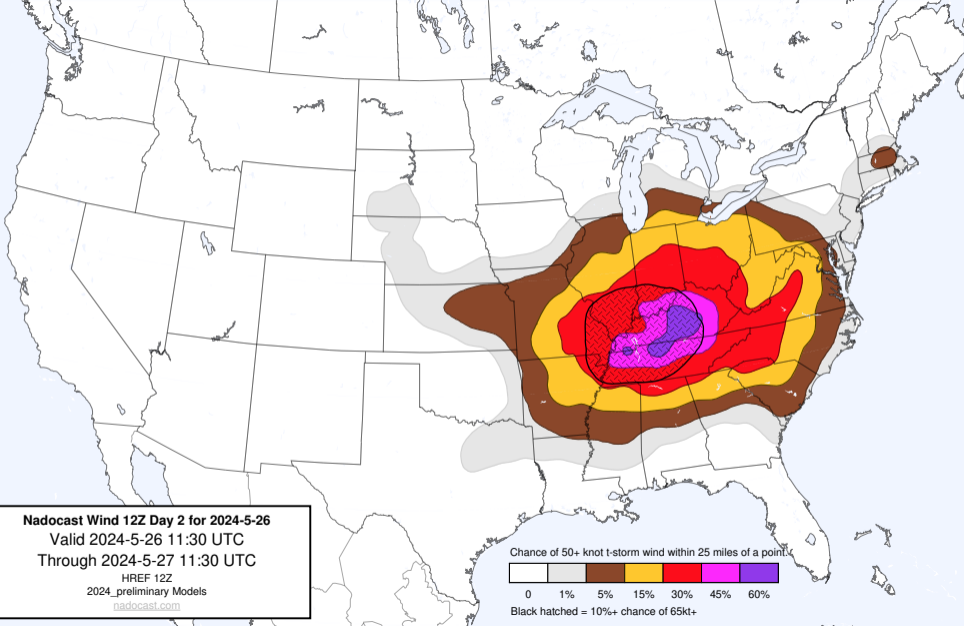 Nadocast Wind 12Z Day 2 for 2024-5-26
Valid 2024-5-26 11:30 UTC
Through 2024-5-27 11:30 UTC
HREF 12Z
2024_preliminary Models
nadocast.com
Chance of 50+ knot t-storm wind within 25 miles of a point.
0 1% 5% 15% 30% 45% 60%
Black hatched = 10%+ chance of 65kt+